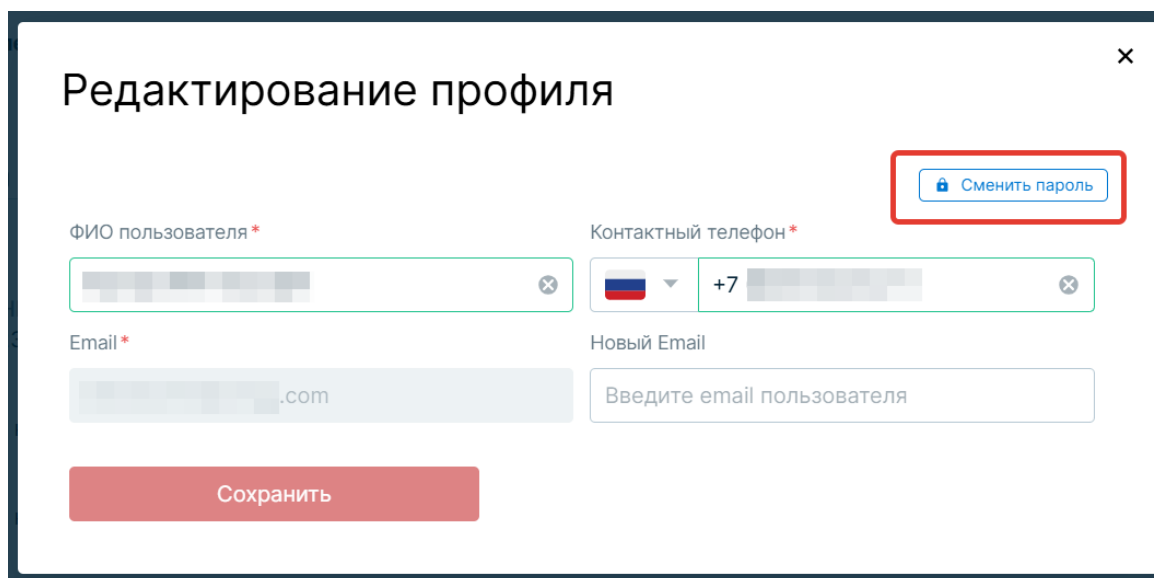 Редактирование профиля
Сменить пароль
ФИО пользователя*
Контактный телефон*
+7
Email*
Новый Email
.com
Введите email пользователя
Сохранить